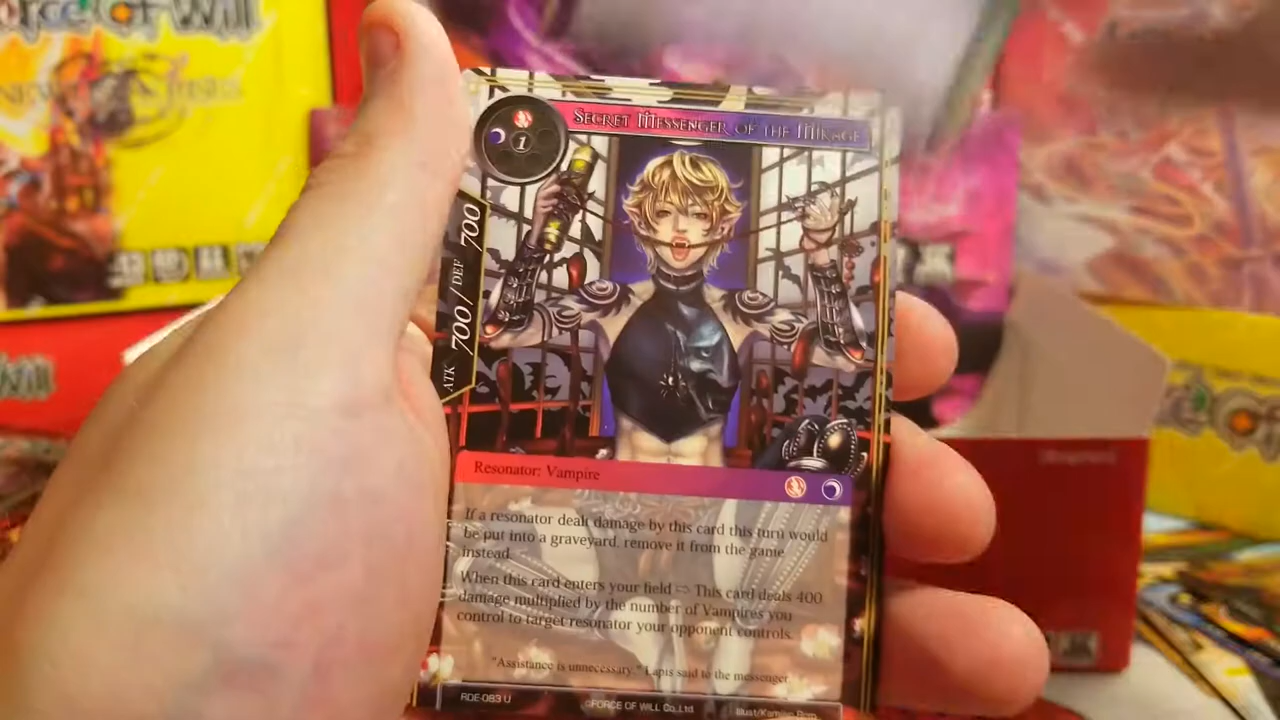 Force of Will
SECRET MESSENGER OF THE MIRAGE
1
ATK 700 / DEF 700
Will
Resonator: Vampire
If a resonator dealt damage by this card this turn would
be put into a graveyard, remove it from the game
instead.
When this card enters your field ⇨ This card deals 400
damage multiplied by the number of Vampires you
control to target resonator your opponent controls.
"Assistance is unnecessary." Lapis said to the messenger.
RDE-083 U
©FORCE OF WILL Co.,Ltd.